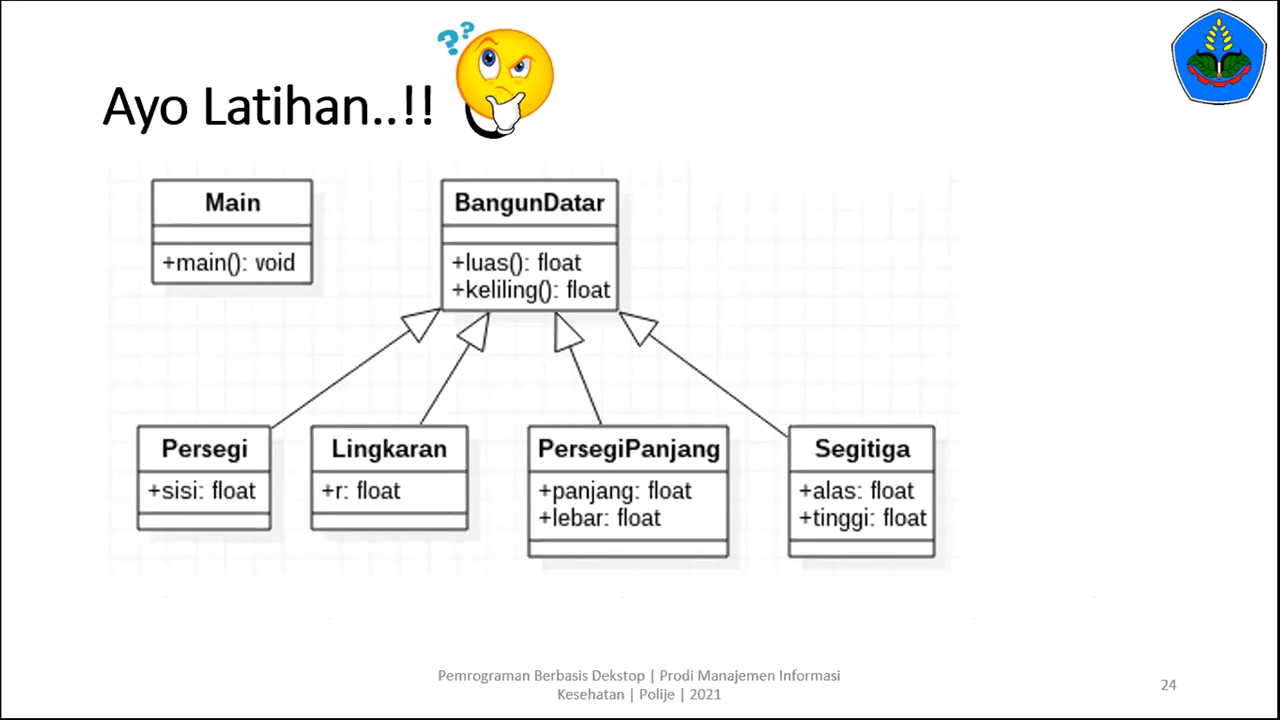 ??
Ayo Latihan..!!
Main
+main(): void
BangunDatar
+luas(): float
+keliling(): float
Persegi
+sisi: float
Lingkaran
+r: float
PersegiPanjang
+panjang: float
+lebar: float
Segitiga
+alas: float
+tinggi: float
Pemrograman Berbasis Dekstop | Prodi Manajemen Informasi
Kesehatan | Polije | 2021
24